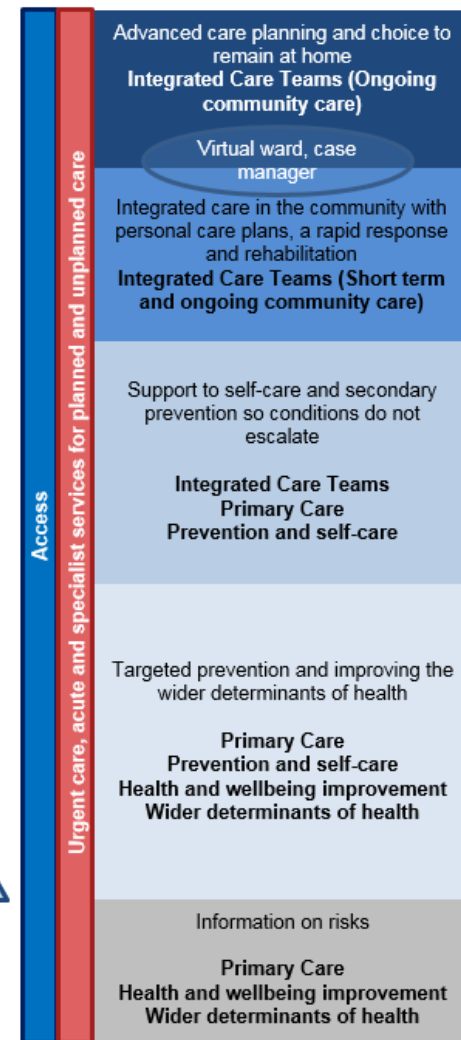 Access
Urgent care, acute and specialist services for planned and unplanned care
Advanced care planning and choice to
remain at home
Integrated Care Teams (Ongoing
community care)
Virtual ward, case
manager
Integrated care in the community with
personal care plans, a rapid response
and rehabilitation
Integrated Care Teams (Short term
and ongoing community care)
Support to self-care and secondary
prevention so conditions do not
escalate
Integrated Care Teams
Primary Care
Prevention and self-care
Targeted prevention and improving the
wider determinants of health
Primary Care
Prevention and self-care
Health and wellbeing improvement
Wider determinants of health
Information on risks
Primary Care
Health and wellbeing improvement
Wider determinants of health